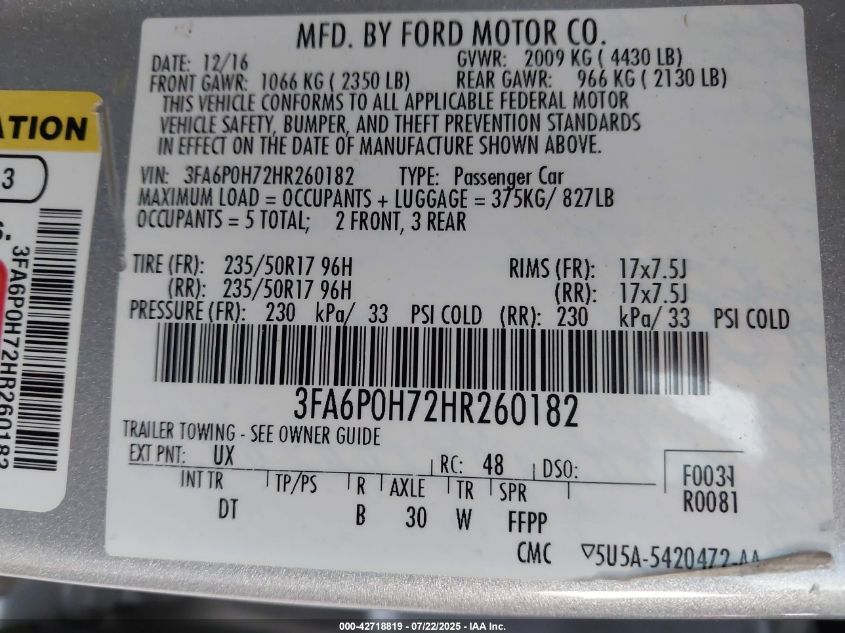 MFD. BY FORD MOTOR CO.
DATE: 12/16 GVWR: 2009 KG ( 4430 LB)
FRONT GAWR: 1066 KG ( 2350 LB) REAR GAWR: 966 KG ( 2130 LB)
THIS VEHICLE CONFORMS TO ALL APPLICABLE FEDERAL MOTOR
VEHICLE SAFETY, BUMPER, AND THEFT PREVENTION STANDARDS
IN EFFECT ON THE DATE OF MANUFACTURE SHOWN ABOVE.
VIN: 3FA6P0H72HR260182 TYPE: Passenger Car
MAXIMUM LOAD = OCCUPANTS + LUGGAGE = 375KG/ 827LB
OCCUPANTS = 5 TOTAL; 2 FRONT, 3 REAR
TIRE (FR): 235/50R17 96H RIMS (FR): 17x7.5J
(RR): 235/50R17 96H (RR): 17x7.5J
PRESSURE (FR): 230 kPa/ 33 PSI COLD (RR): 230 kPa/ 33 PSI COLD
3FA6P0H72HR260182
TRAILER TOWING - SEE OWNER GUIDE
EXT PNT: UX RC: 48 DSO:
INT TR TP/PS R AXLE TR SPR
DT B 30 W FFPP
F0031
R0081
CMC 5U5A-5420472-AA
ATION
3
3FA6P0H72HR260182
000-42718819 - 07/22/2025 - IAA Inc.